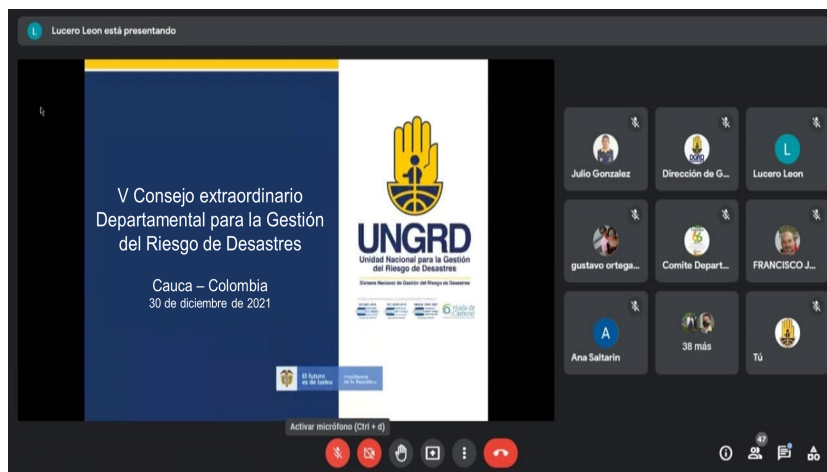 L
Lucero Leon está presentando
V Consejo extraordinario
Departamental para la Gestión
del Riesgo de Desastres
Cauca – Colombia
30 de diciembre de 2021
UNGRD
Unidad Nacional para la Gestión
del Riesgo de Desastres
Sistema Nacional de Gestión del Riesgo de Desastres
El futuro
es de todos
Julio Gonzalez
Dirección de G...
L
Lucero Leon
gustavo ortega...
Comite Depart...
FRANCISCO J...
A
Ana Saltarin
38 más
Tú
Activar micrófono (Ctrl + d)
47